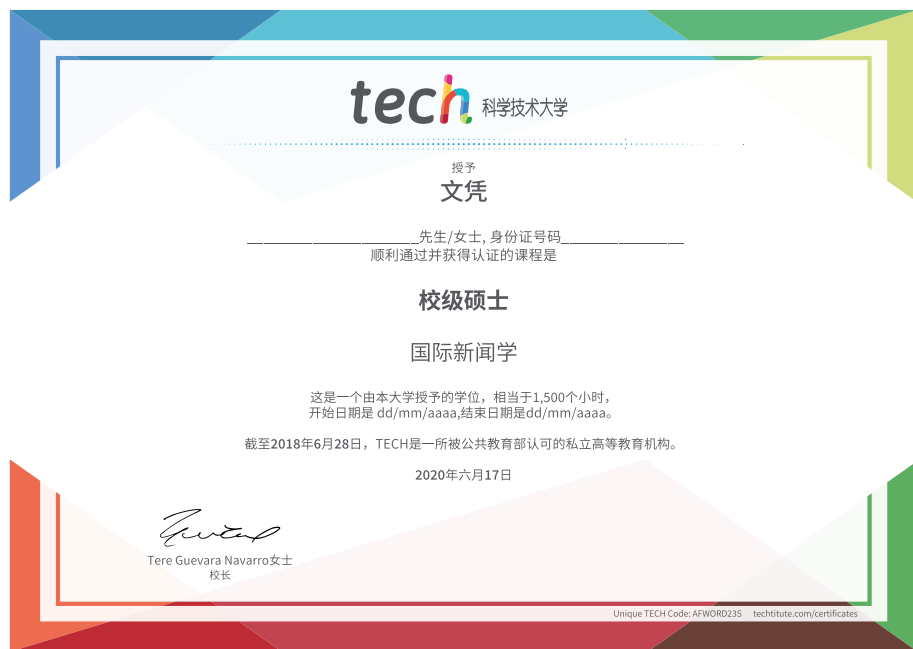 tech 科学技术大学
授予
文凭
______________________先生/女士, 身份证号码________________
顺利通过并获得认证的课程是
校级硕士
国际新闻学
这是一个由本大学授予的学位，相当于1,500个小时，
开始日期是 dd/mm/aaaa,结束日期是dd/mm/aaaa。
截至2018年6月28日，TECH是一所被公共教育部认可的私立高等教育机构。
2020年六月17日
Tere Guevara Navarro女士
校长
Unique TECH Code: AFWORD23S techtitute.com/certificates